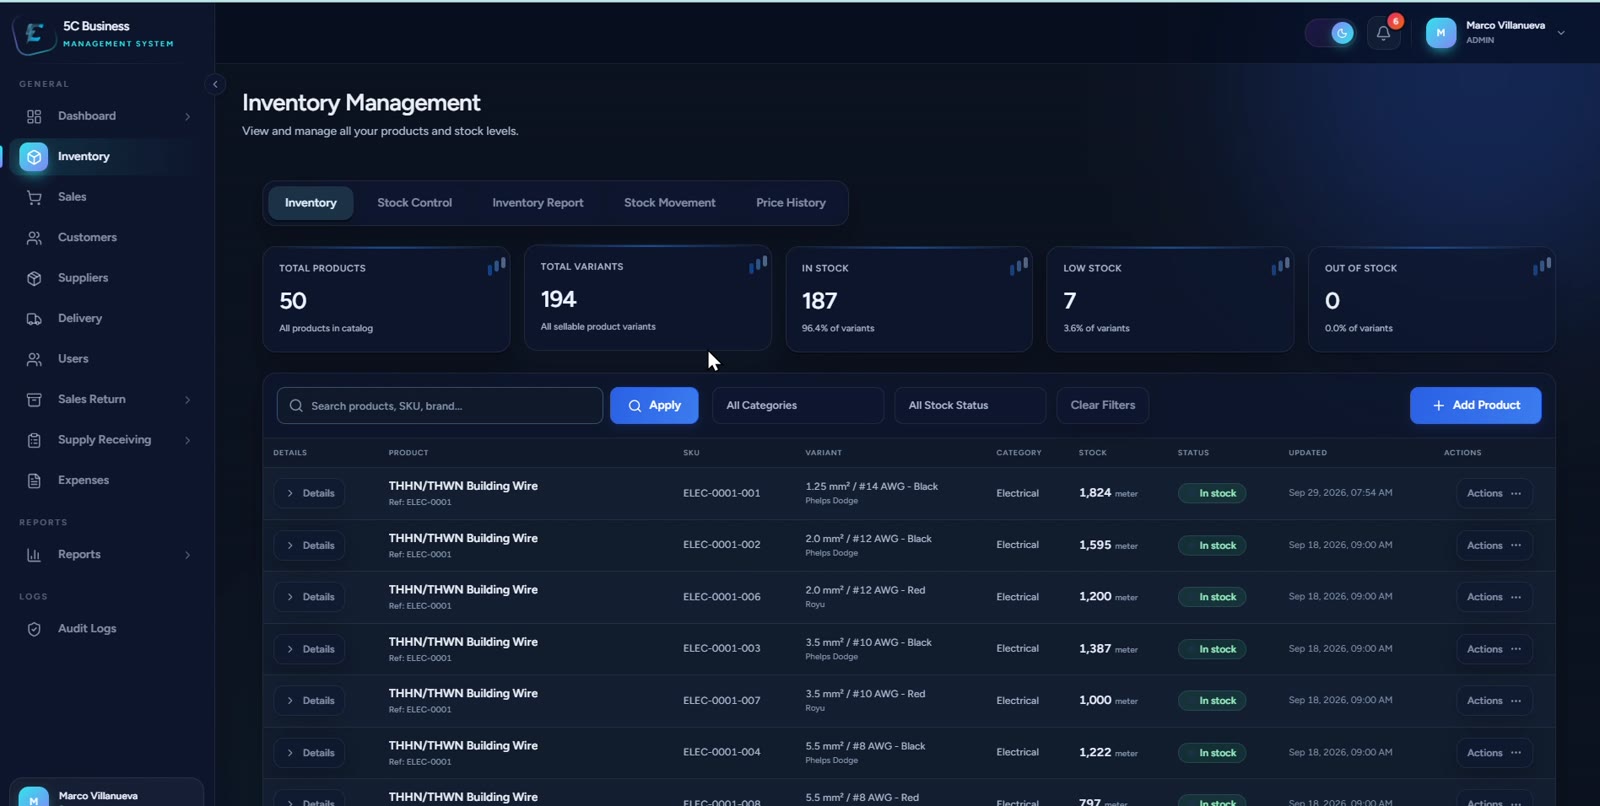 5C Business
MANAGEMENT SYSTEM
6
M
Marco Villanueva
ADMIN
GENERAL
Dashboard
Inventory
Sales
Customers
Suppliers
Delivery
Users
Sales Return
Supply Receiving
Expenses
REPORTS
Reports
LOGS
Audit Logs
M
Marco Villanueva
Inventory Management
View and manage all your products and stock levels.
Inventory Stock Control Inventory Report Stock Movement Price History
TOTAL PRODUCTS
50
All products in catalog
TOTAL VARIANTS
194
All sellable product variants
IN STOCK
187
96.4% of variants
LOW STOCK
7
3.6% of variants
OUT OF STOCK
0
0.0% of variants
Search products, SKU, brand... Apply All Categories All Stock Status Clear Filters + Add Product
DETAILS PRODUCT SKU VARIANT CATEGORY STOCK STATUS UPDATED ACTIONS
Details THHN/THWN Building Wire ELEC-0001-001 1.25 mm² / #14 AWG - Black Electrical 1,824 meter In stock Sep 29, 2026, 07:54 AM Actions ···
Ref: ELEC-0001 Phelps Dodge
Details THHN/THWN Building Wire ELEC-0001-002 2.0 mm² / #12 AWG - Black Electrical 1,595 meter In stock Sep 18, 2026, 09:00 AM Actions ···
Ref: ELEC-0001 Phelps Dodge
Details THHN/THWN Building Wire ELEC-0001-006 2.0 mm² / #12 AWG - Red Electrical 1,200 meter In stock Sep 18, 2026, 09:00 AM Actions ···
Ref: ELEC-0001 Royu
Details THHN/THWN Building Wire ELEC-0001-003 3.5 mm² / #10 AWG - Black Electrical 1,387 meter In stock Sep 18, 2026, 09:00 AM Actions ···
Ref: ELEC-0001 Phelps Dodge
Details THHN/THWN Building Wire ELEC-0001-007 3.5 mm² / #10 AWG - Red Electrical 1,000 meter In stock Sep 18, 2026, 09:00 AM Actions ···
Ref: ELEC-0001 Royu
Details THHN/THWN Building Wire ELEC-0001-004 5.5 mm² / #8 AWG - Black Electrical 1,222 meter In stock Sep 18, 2026, 09:00 AM Actions ···
Ref: ELEC-0001 Phelps Dodge
Details THHN/THWN Building Wire ELEC-0001-008 5.5 mm² / #8 AWG - Red Electrical 797 meter In stock Sep 18, 2026, 09:00 AM Actions ···